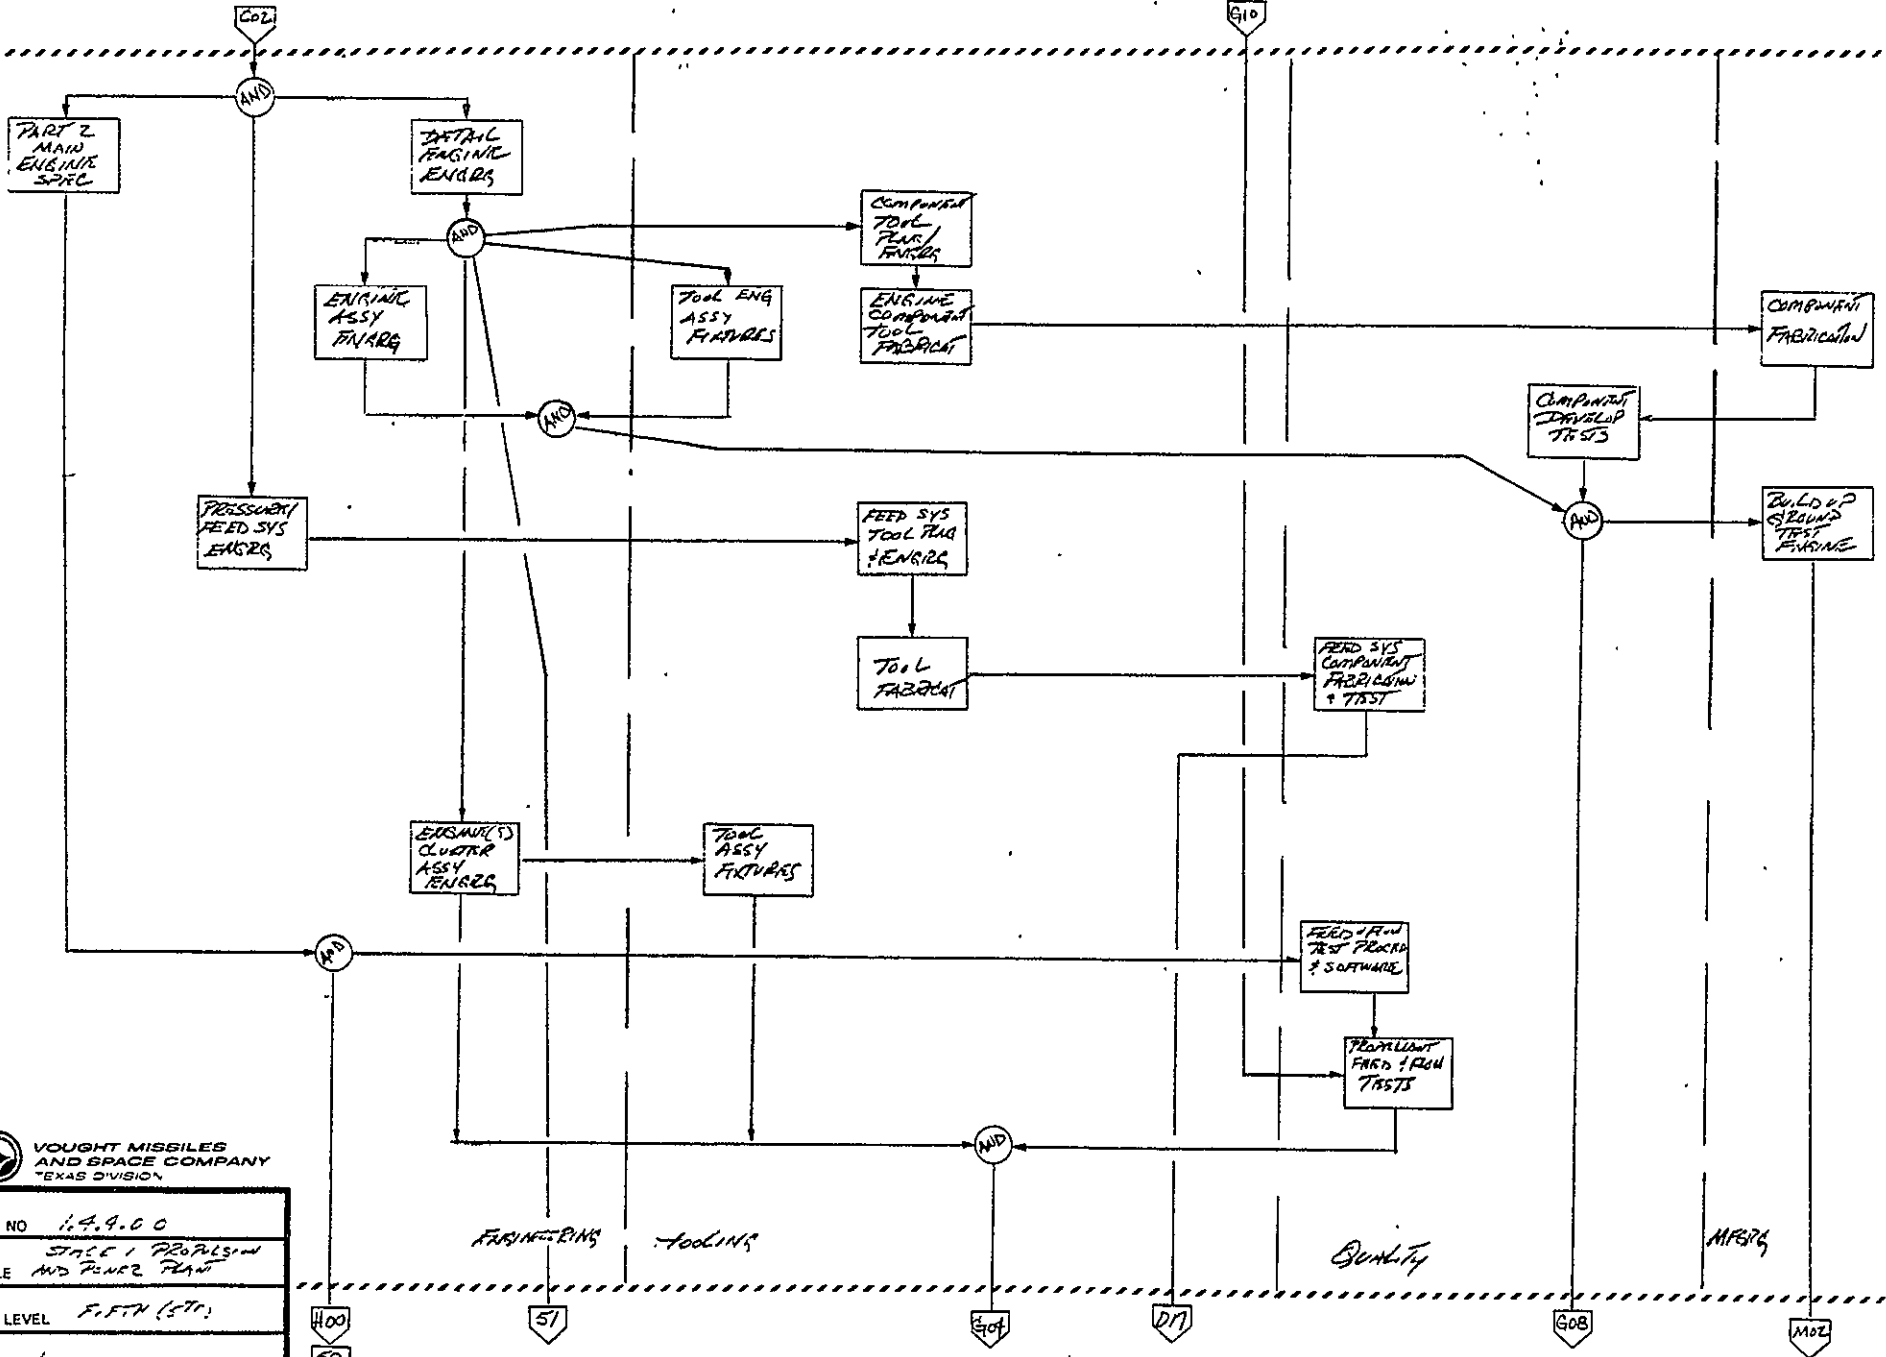 C02
G10
AND
PART 2
MAIN
ENGINE
SPEC
DETAIL
ENGINE
ENGRG
AND
COMPONENT
TOOL
PLNG/
ENGRG
ENGINE
ASSY
ENGRG
TOOL ENG
ASSY
FIXTURES
ENGINE
COMPONENT
TOOL
FABRICAT
COMPONENT
FABRICATION
AND
COMPONENT
DEVELOP
TESTS
PRESSURE/
FEED SYS
ENGRG
FEED SYS
TOOL PLNG
& ENGRG
AND
BUILD UP
GROUND
TEST
ENGINE
TOOL
FABRICAT
FEED SYS
COMPONENT
FABRICATION
& TEST
ENGINE(S)
CLUSTER
ASSY
ENGRG
TOOL
ASSY
FIXTURES
AND
FEED & FLOW
TEST PROCED
& SOFTWARE
PROPELLANT
FEED & FLOW
TESTS
AND
VOUGHT MISSILES
AND SPACE COMPANY
TEXAS DIVISION
NO 1.4.4.00
STAGE 1 PROPULSION
LE AND POWER PLANT
LEVEL FIFTH (5TH)
ENGINEERING
TOOLING
QUALITY
MFGRG
H00
51
G04
D17
G08
M02